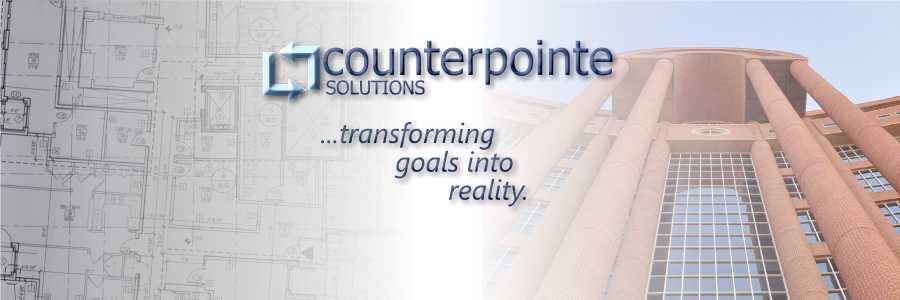 counterpointe
SOLUTIONS
...transforming
goals into
reality.